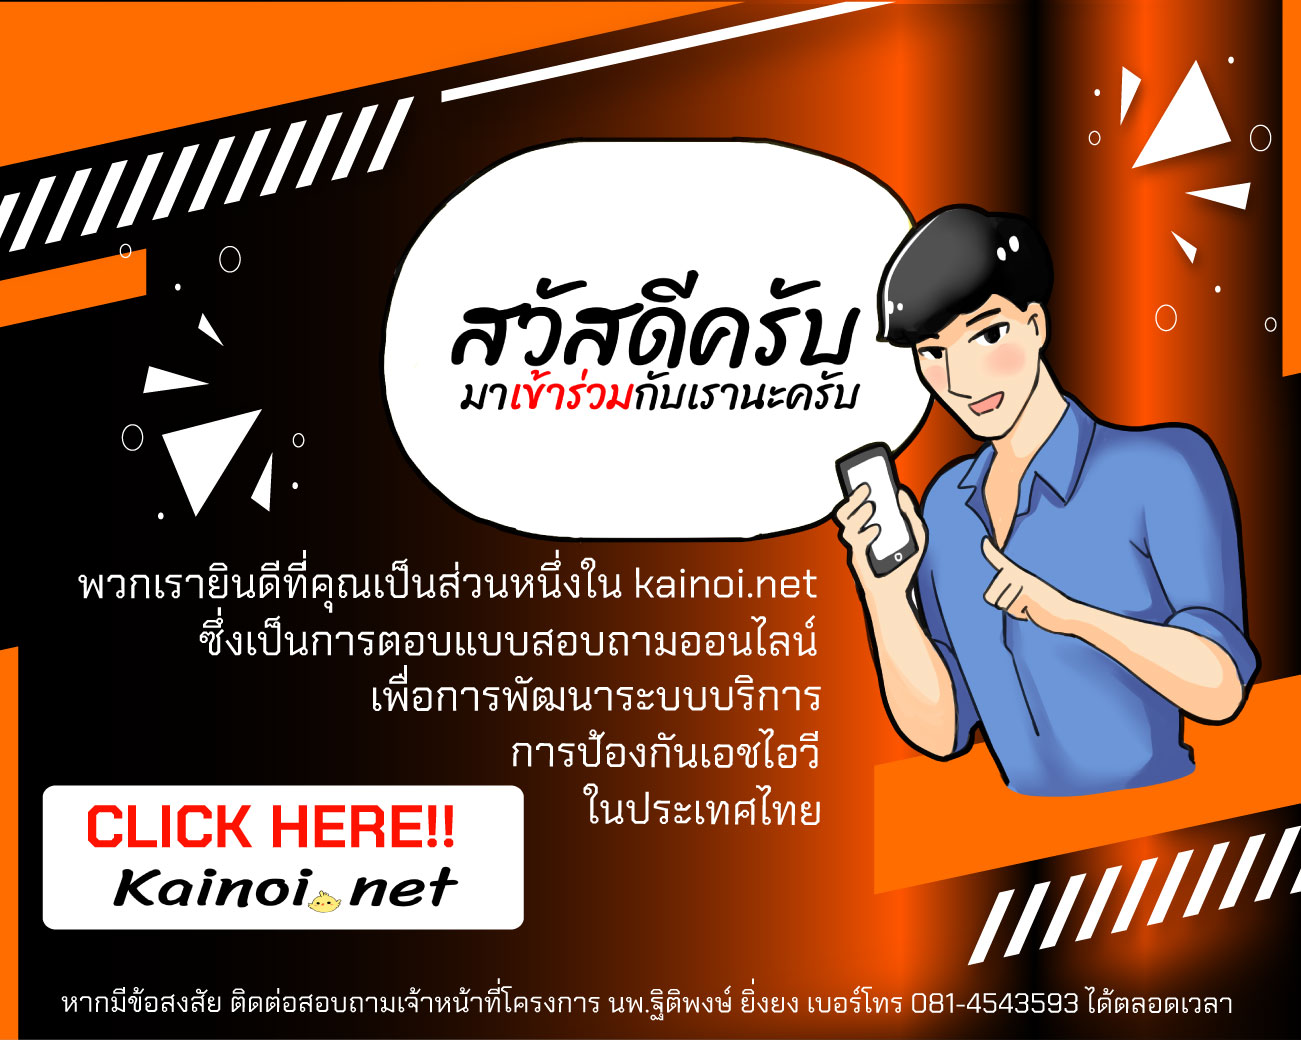 สวัสดีครับ
มาเข้าร่วมกับเรานะครับ
พวกเรายินดีที่คุณเป็นส่วนหนึ่งใน kainoi.net
ซึ่งเป็นการตอบแบบสอบถามออนไลน์
เพื่อการพัฒนาระบบบริการ
การป้องกันเอชไอวี
ในประเทศไทย
CLICK HERE!!
Kainoi.net
หากมีข้อสงสัย ติดต่อสอบถามเจ้าหน้าที่โครงการ นพ.ฐิติพงษ์ ยิ่งยง เบอร์โทร 081-4543593 ได้ตลอดเวลา